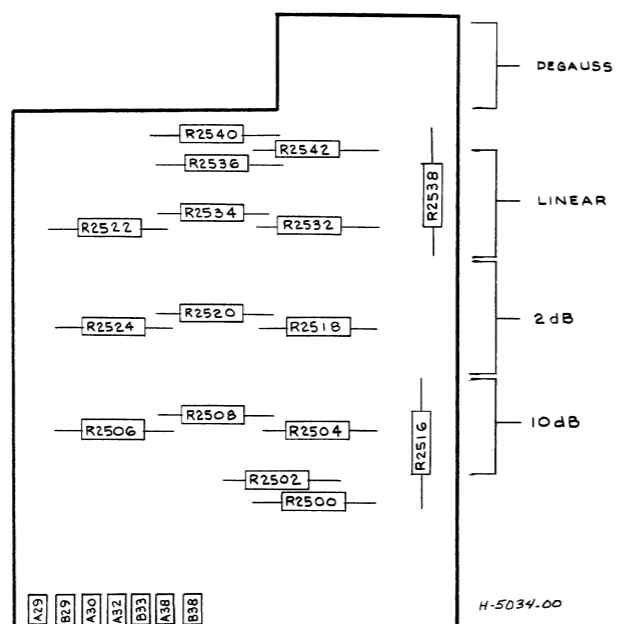 DEGAUSS
R2540
R2542
R2536
R2538
LINEAR
R2534
R2522
R2532
R2520
2dB
R2524
R2518
R2508
10dB
R2506
R2504
R2516
R2502
R2500
A29
B29
A30
A32
B33
A38
B38
H-5034-00